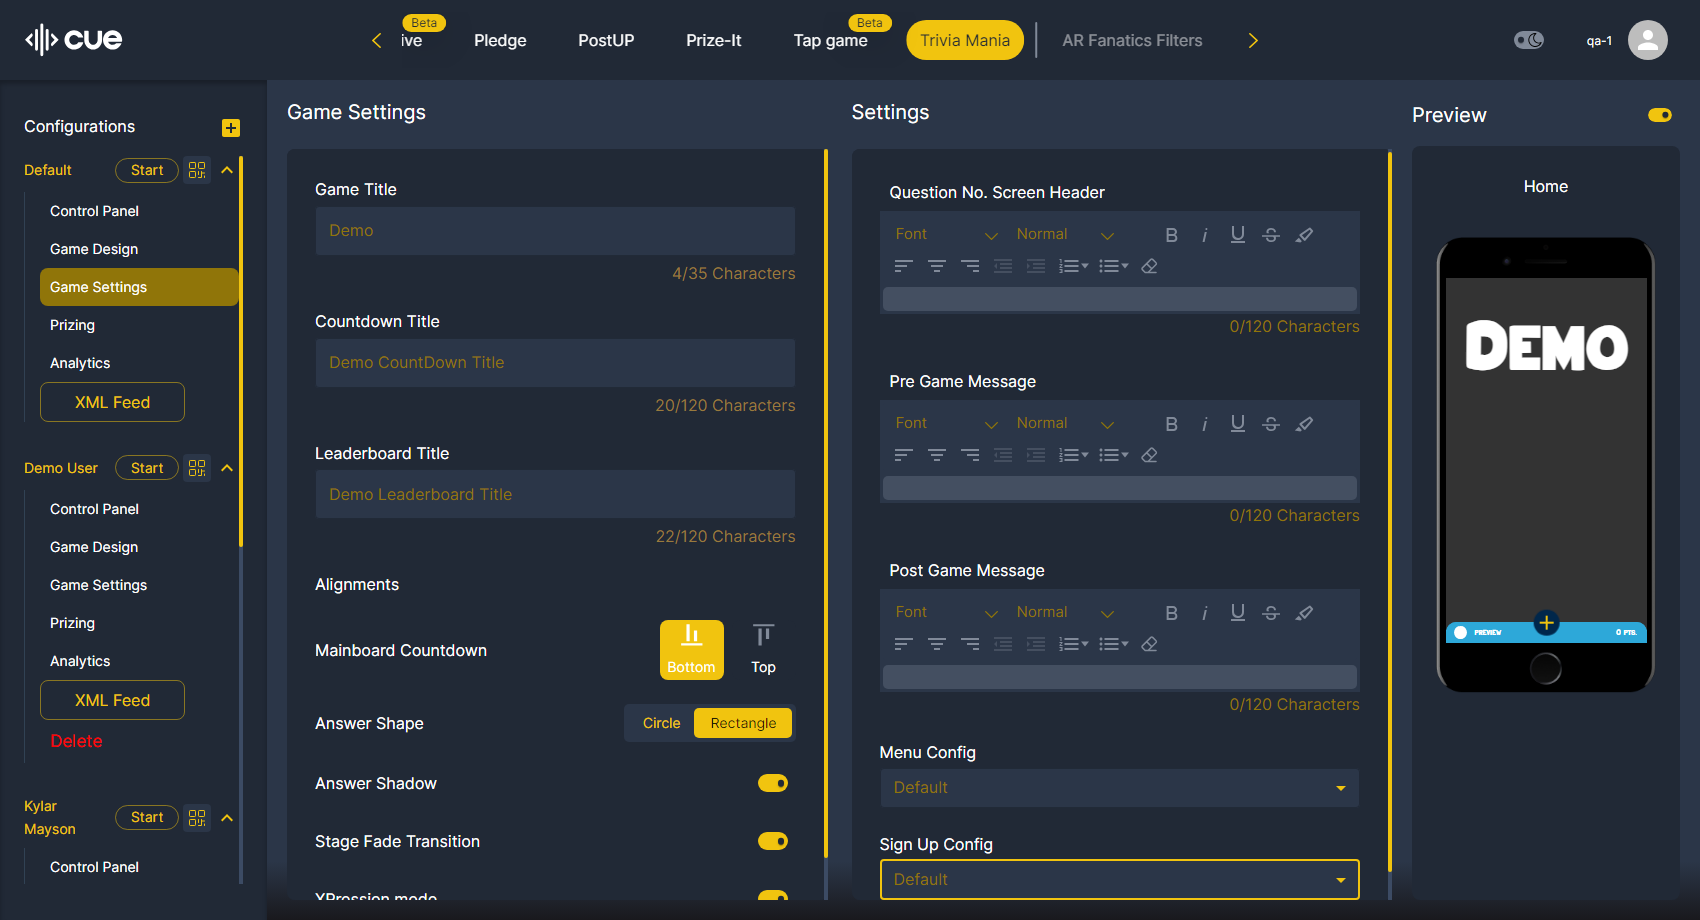 cue
Beta
ive
Pledge
PostUP
Prize-It
Beta
Tap game
Trivia Mania
AR Fanatics Filters
qa-1
Configurations
Default
Start
Control Panel
Game Design
Game Settings
Prizing
Analytics
XML Feed
Demo User
Start
Control Panel
Game Design
Game Settings
Prizing
Analytics
XML Feed
Delete
Kylar
Mayson
Start
Control Panel
Game Settings
Game Title
Demo
4/35 Characters
Countdown Title
Demo CountDown Title
20/120 Characters
Leaderboard Title
Demo Leaderboard Title
22/120 Characters
Alignments
Mainboard Countdown
Bottom
Top
Answer Shape
Circle
Rectangle
Answer Shadow
Stage Fade Transition
XPression mode
Settings
Question No. Screen Header
Font
Normal
0/120 Characters
Pre Game Message
Font
Normal
0/120 Characters
Post Game Message
Font
Normal
0/120 Characters
Menu Config
Default
Sign Up Config
Default
Preview
Home
DEMO
PREVIEW
0 PTS.